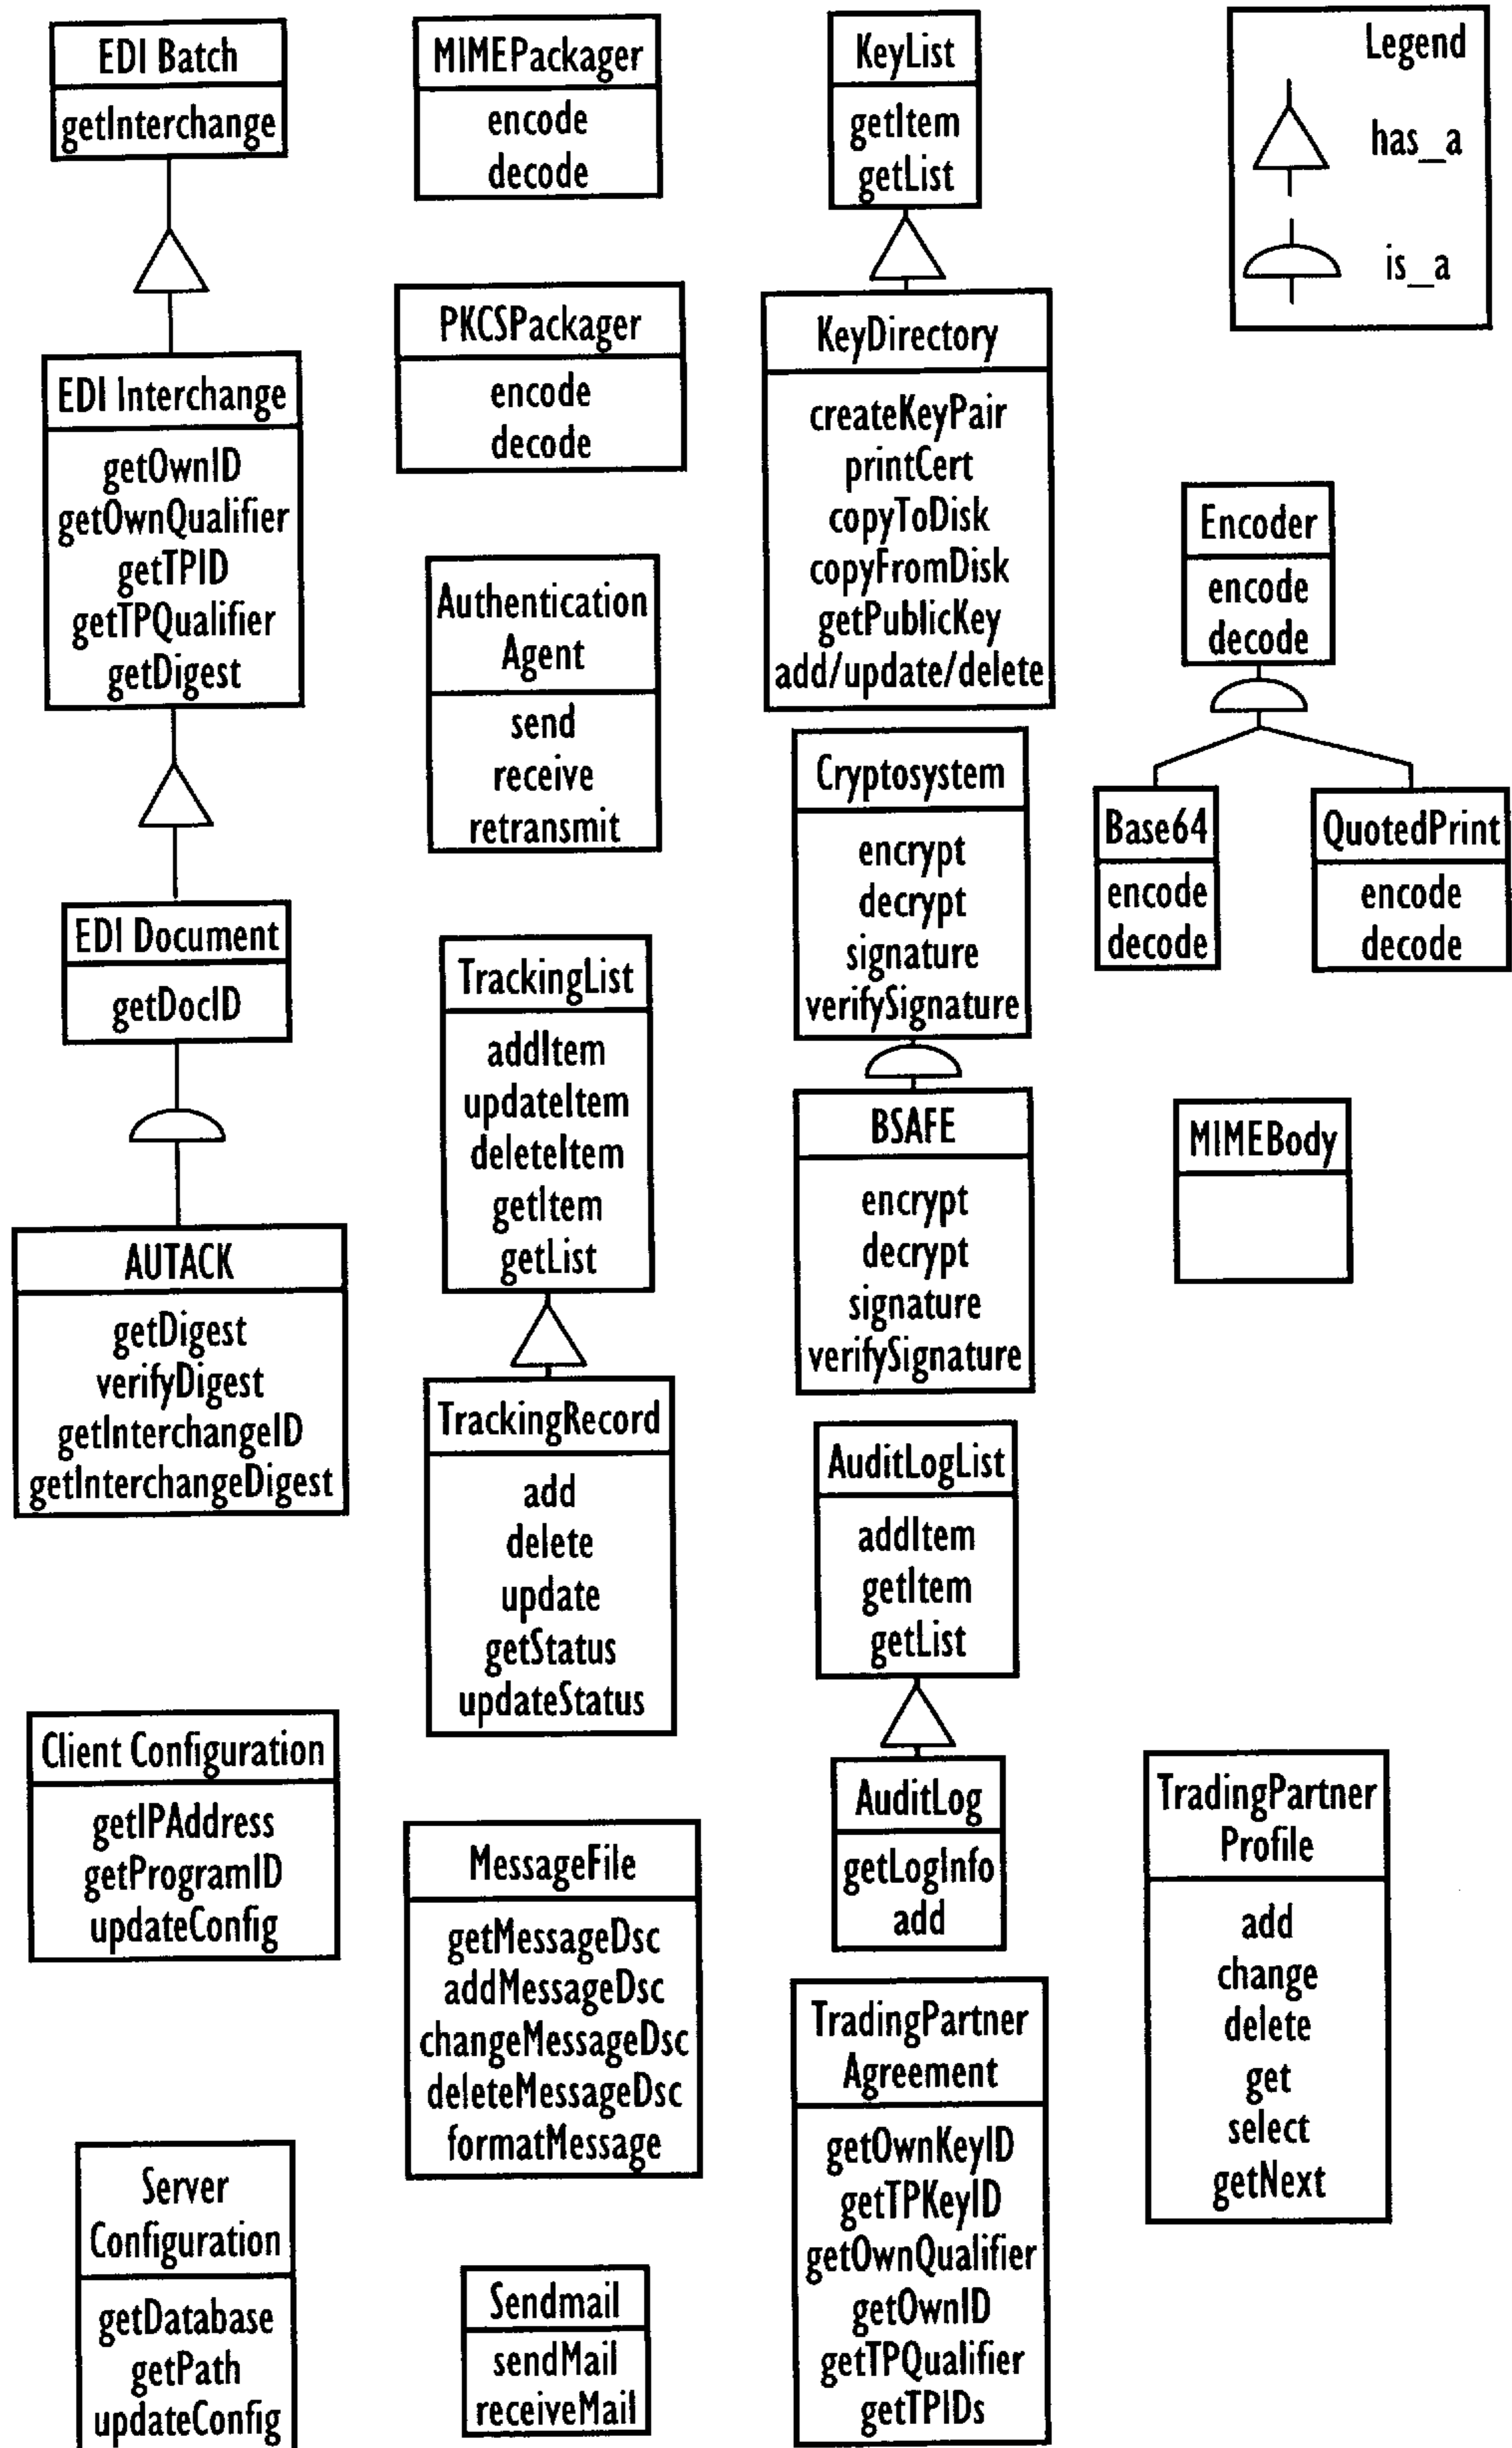 EDI Batch
getInterchange
EDI Interchange
getOwnID
getOwnQualifier
getTPID
getTPQualifier
getDigest
EDI Document
getDocID
AUTACK
getDigest
verifyDigest
getInterchangeID
getInterchangeDigest
Client Configuration
getIPAddress
getProgramID
updateConfig
Server
Configuration
getDatabase
getPath
updateConfig
MIMEPackager
encode
decode
PKCSPackager
encode
decode
Authentication
Agent
send
receive
retransmit
TrackingList
addItem
updateItem
deleteItem
getItem
getList
TrackingRecord
add
delete
update
getStatus
updateStatus
MessageFile
getMessageDsc
addMessageDsc
changeMessageDsc
deleteMessageDsc
formatMessage
Sendmail
sendMail
receiveMail
KeyList
getItem
getList
KeyDirectory
createKeyPair
printCert
copyToDisk
copyFromDisk
getPublicKey
add/update/delete
Cryptosystem
encrypt
decrypt
signature
verifySignature
BSAFE
encrypt
decrypt
signature
verifySignature
AuditLogList
addItem
getItem
getList
AuditLog
getLogInfo
add
TradingPartner
Agreement
getOwnKeyID
getTPKeyID
getOwnQualifier
getOwnID
getTPQualifier
getTPIDs
Legend
has_a
is_a
Encoder
encode
decode
Base64
encode
decode
QuotedPrint
encode
decode
MIMEBody
TradingPartner
Profile
add
change
delete
get
select
getNext